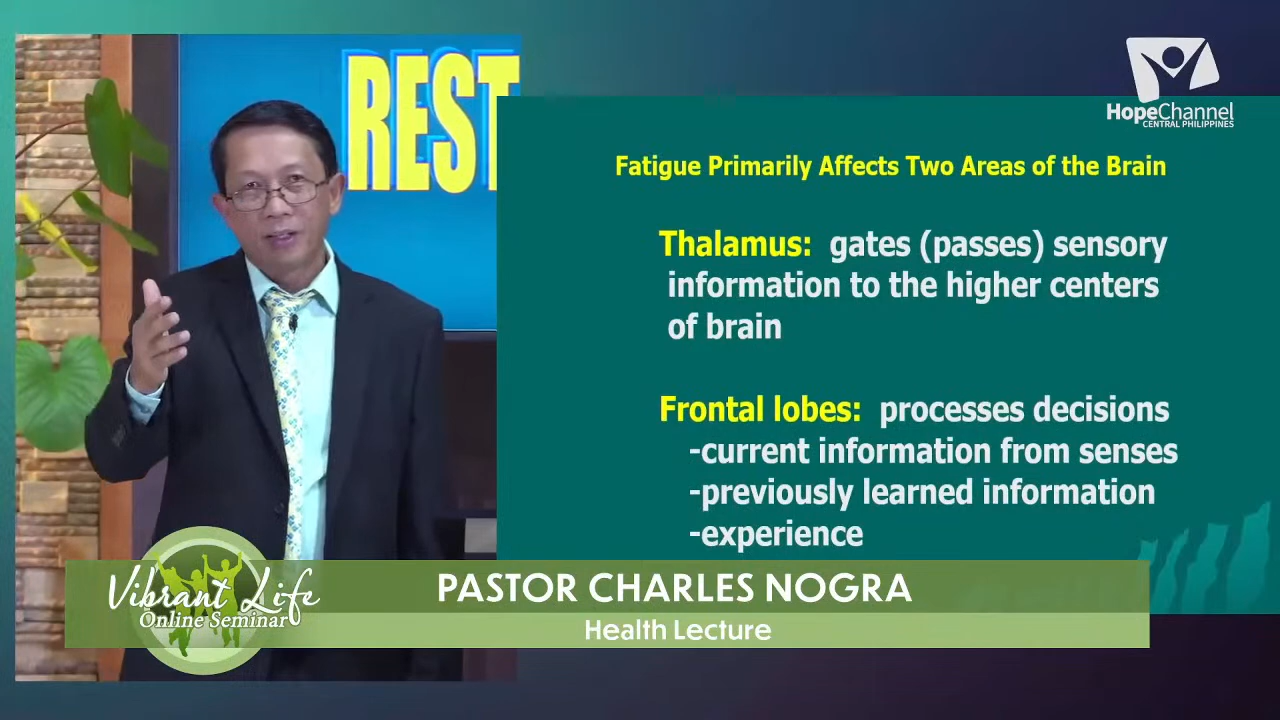 REST
HopeChannel
CENTRAL PHILIPPINES
Fatigue Primarily Affects Two Areas of the Brain
Thalamus: gates (passes) sensory
information to the higher centers
of brain
Frontal lobes: processes decisions
-current information from senses
-previously learned information
-experience
Vibrant Life
Online Seminar
PASTOR CHARLES NOGRA
Health Lecture